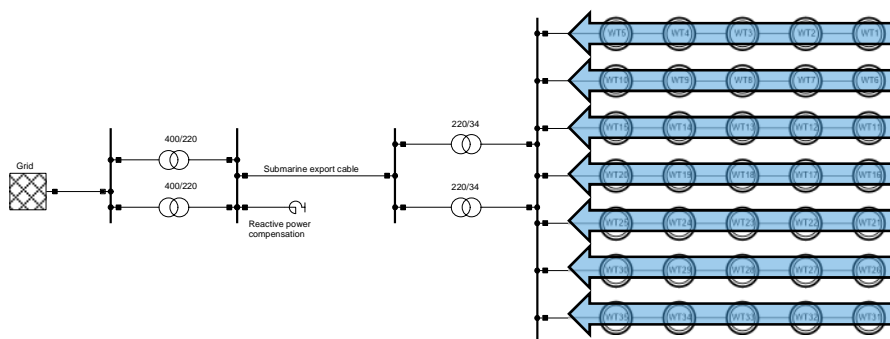 WT5 WT4 WT3 WT2 WT1
WT10 WT9 WT8 WT7 WT6
400/220
220/34
WT15 WT14 WT13 WT12 WT11
Grid
Submarine export cable
WT20 WT19 WT18 WT17 WT16
400/220
220/34
Reactive power
compensation
WT25 WT24 WT23 WT22 WT21
WT30 WT29 WT28 WT27 WT26
WT35 WT34 WT33 WT32 WT31